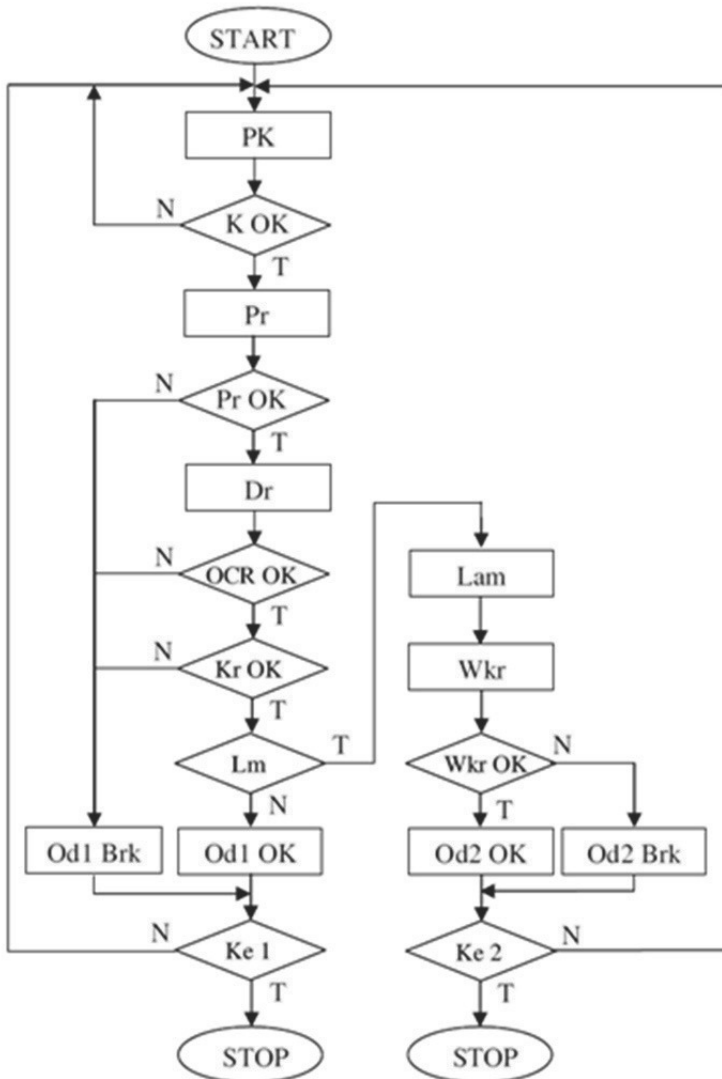 START
PK
N
K OK
T
Pr
N
Pr OK
T
Dr
N
OCR OK
T
N
Kr OK
T
Lm
T
N
Od1 Brk
Od1 OK
N
Ke 1
T
STOP
Lam
Wkr
Wkr OK
N
T
Od2 OK
Od2 Brk
Ke 2
N
T
STOP